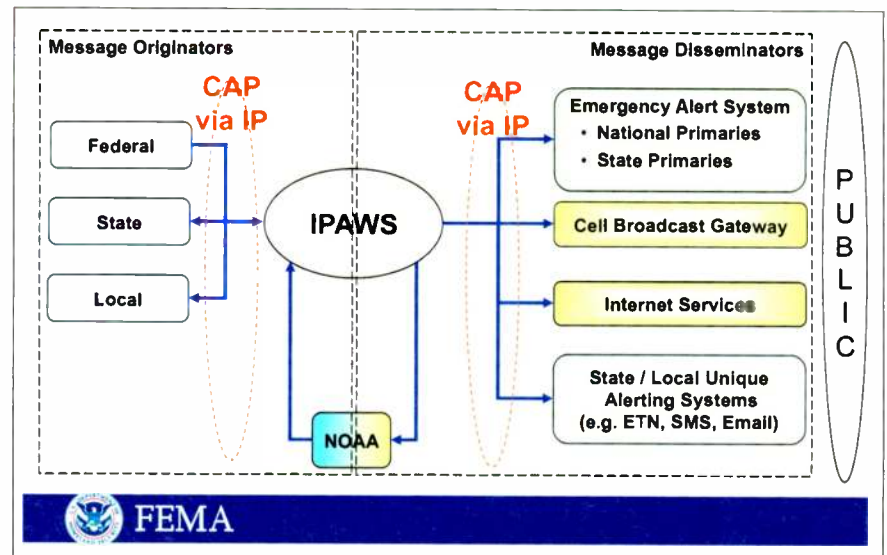 Message Originators
Message Disseminators
CAP
via IP
CAP
via IP
Federal
State
Local
IPAWS
NOAA
Emergency Alert System
• National Primaries
• State Primaries
Cell Broadcast Gateway
Internet Services
State / Local Unique
Alerting Systems
(e.g. ETN, SMS, Email)
P
U
B
L
I
C
FEMA